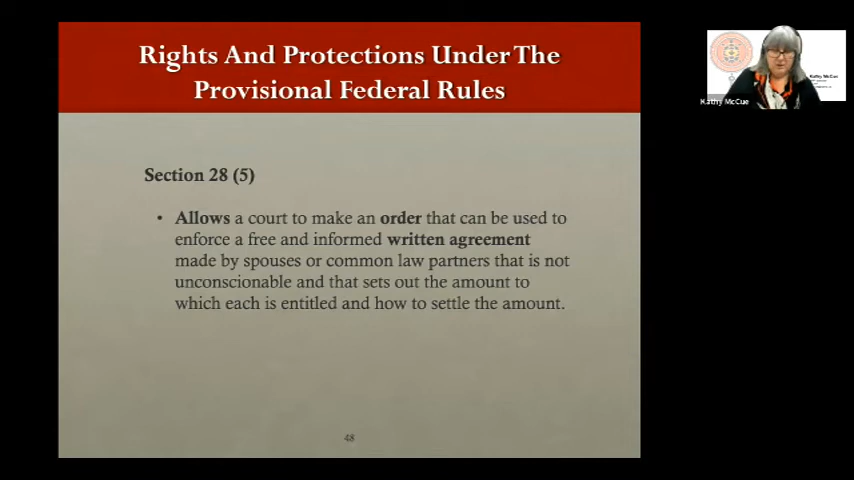 Rights And Protections Under The
Provisional Federal Rules
Section 28 (5)
• Allows a court to make an order that can be used to
enforce a free and informed written agreement
made by spouses or common law partners that is not
unconscionable and that sets out the amount to
which each is entitled and how to settle the amount.
48
Kathy McCue
Kathy McCue